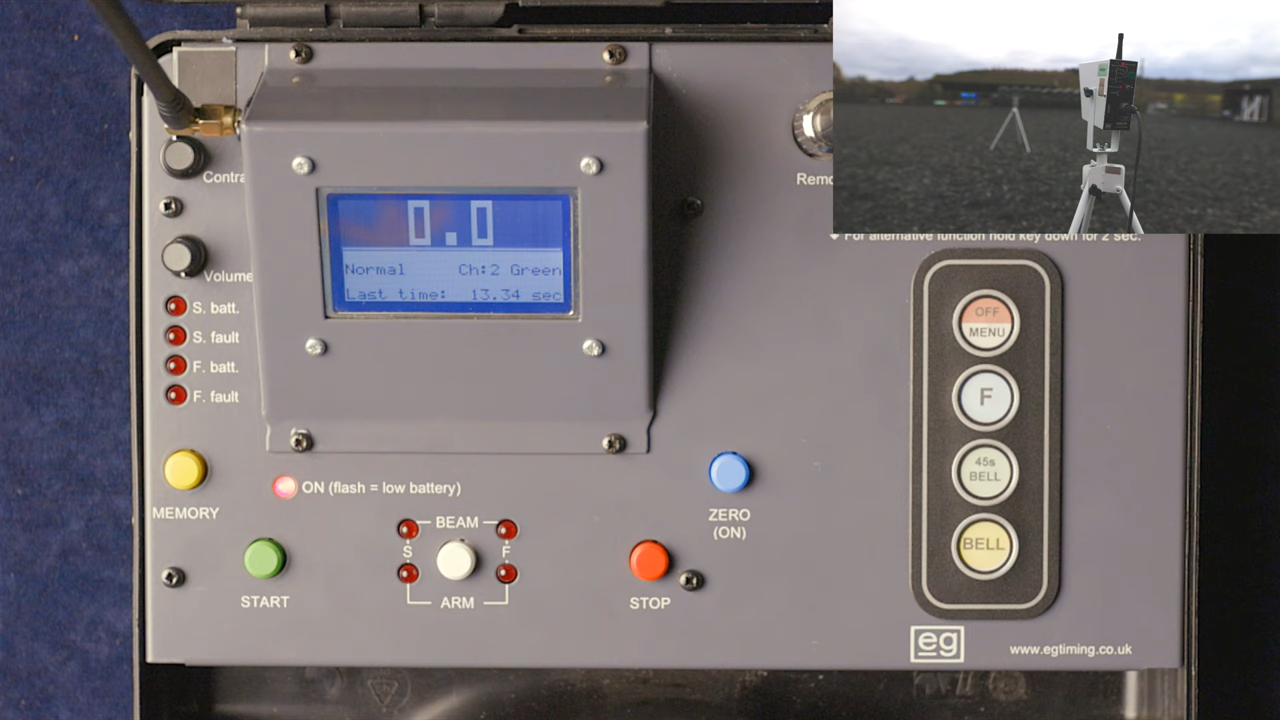 Contra
Volume
S. batt.
S. fault
F. batt.
F. fault
MEMORY
0.0
Normal Ch:2 Green
Last time: 13.34 sec
ON (flash = low battery)
START
BEAM
S F
ARM
STOP
ZERO
(ON)
Remo
For alternative function hold key down for 2 sec.
OFF
MENU
F
45s
BELL
BELL
eg
www.egtiming.co.uk